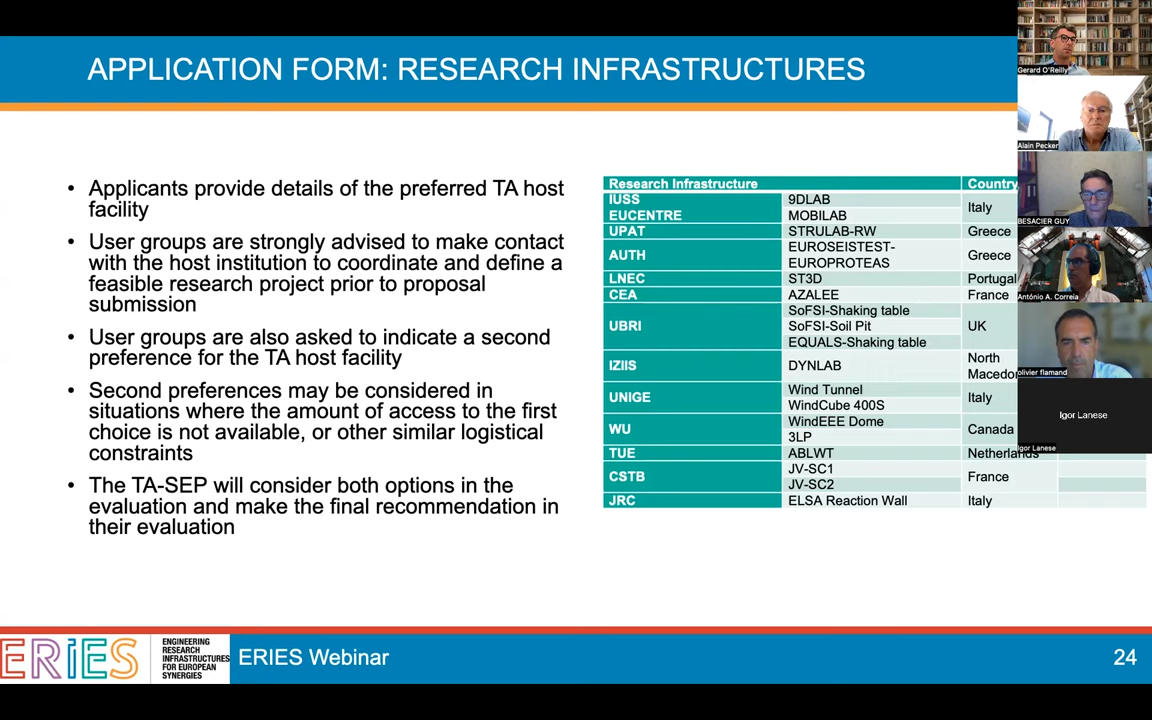 APPLICATION FORM: RESEARCH INFRASTRUCTURES
• Applicants provide details of the preferred TA host
facility
• User groups are strongly advised to make contact
with the host institution to coordinate and define a
feasible research project prior to proposal
submission
• User groups are also asked to indicate a second
preference for the TA host facility
• Second preferences may be considered in
situations where the amount of access to the first
choice is not available, or other similar logistical
constraints
• The TA-SEP will consider both options in the
evaluation and make the final recommendation in
their evaluation
Research Infrastructure Country
IUSS 9DLAB Italy
EUCENTRE MOBILAB
UPAT STRULAB-RW Greece
AUTH EUROSEISTEST- Greece
EUROPROTEAS
LNEC ST3D Portugal
CEA AZALEE France
UBRI SoFSI-Shaking table UK
SoFSI-Soil Pit
EQUALS-Shaking table
IZIIS DYNLAB North
Macedo
UNIGE Wind Tunnel Italy
WindCube 400S
WU WindEEE Dome Canada
3LP
TUE ABLWT Netherlands
CSTB JV-SC1 France
JV-SC2
JRC ELSA Reaction Wall Italy
Gerard O'Reilly
Alain Pecker
BESACIER GUY
António A. Correia
olivier flamand
Igor Lanese
Igor Lanese
ERIES
ENGINEERING
RESEARCH
INFRASTRUCTURES
FOR EUROPEAN
SYNERGIES
ERIES Webinar
24